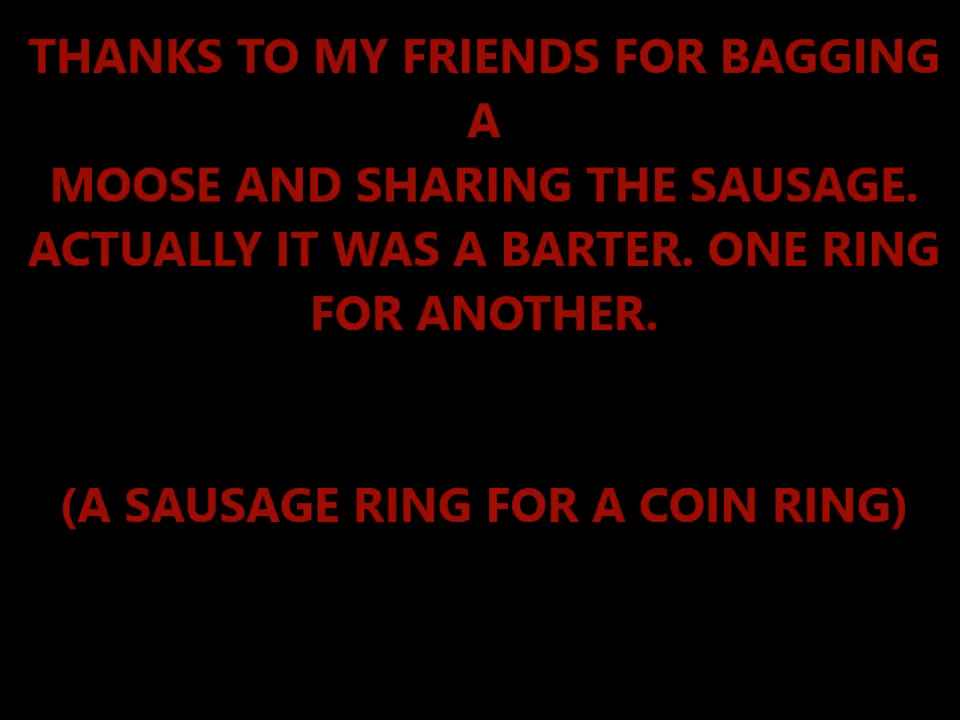 THANKS TO MY FRIENDS FOR BAGGING
A
MOOSE AND SHARING THE SAUSAGE.
ACTUALLY IT WAS A BARTER. ONE RING
FOR ANOTHER.
(A SAUSAGE RING FOR A COIN RING)